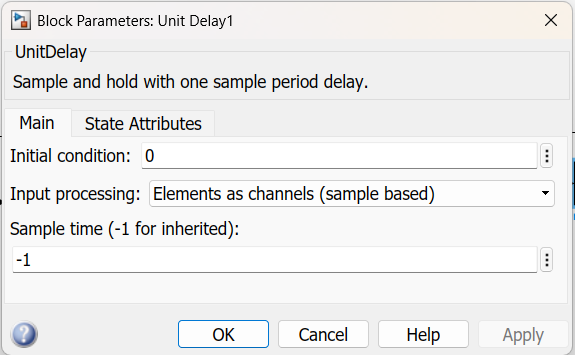 Block Parameters: Unit Delay1
UnitDelay
Sample and hold with one sample period delay.
Main State Attributes
Initial condition: 0
Input processing: Elements as channels (sample based)
Sample time (-1 for inherited):
-1
OK Cancel Help Apply